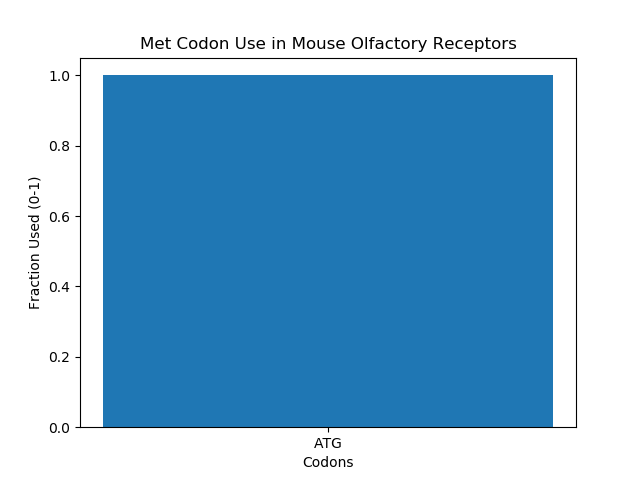 Met Codon Use in Mouse Olfactory Receptors
Fraction Used (0-1)
1.0
0.8
0.6
0.4
0.2
0.0
ATG
Codons